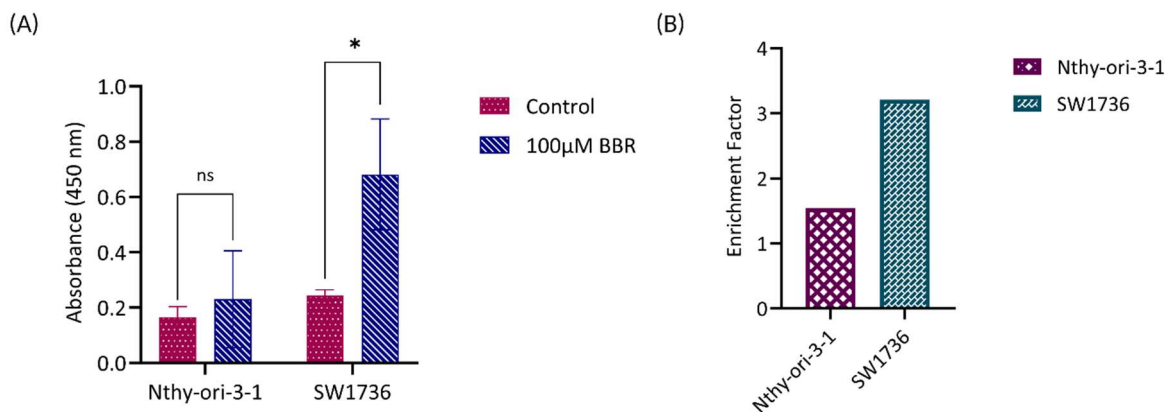 (A)
Absorbance (450 nm)
1.0
0.8
0.6
0.4
0.2
0.0
ns
*
Nthy-ori-3-1
SW1736
Control
100µM BBR
(B)
Enrichment Factor
4
3
2
1
0
Nthy-ori-3-1
SW1736
Nthy-ori-3-1
SW1736